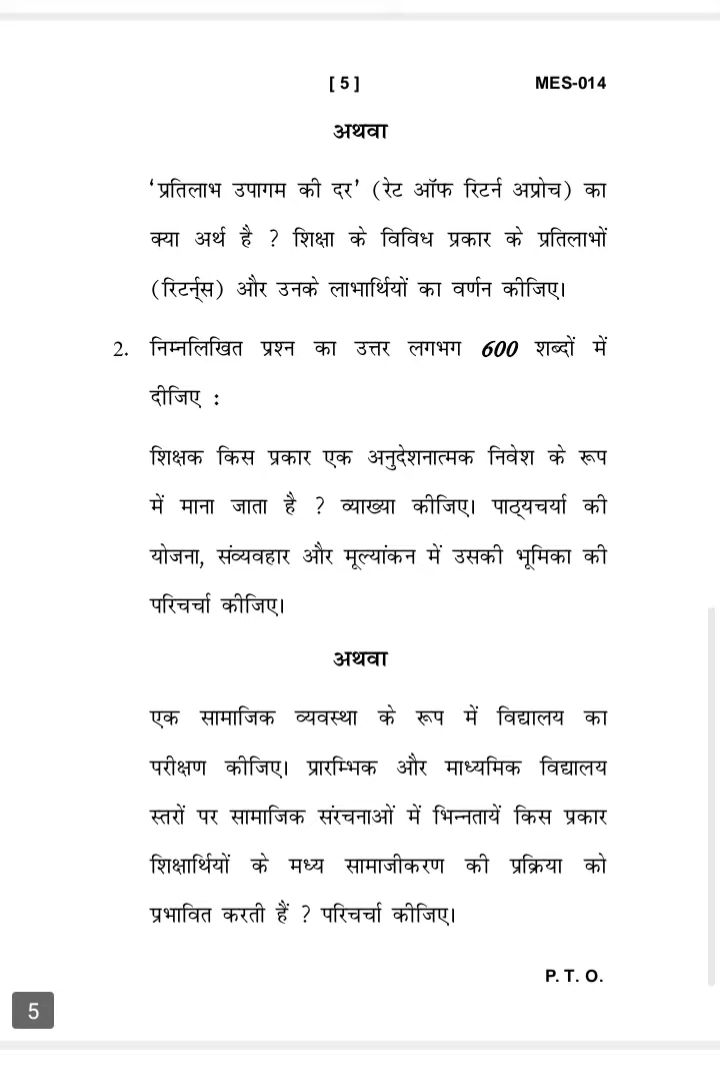 [ 5 ] MES-014
अथवा
‘प्रतिलाभ उपागम की दर’ (रेट ऑफ रिटर्न अप्रोच) का
क्या अर्थ है ? शिक्षा के विविध प्रकार के प्रतिलाभों
(रिटर्न्स) और उनके लाभार्थियों का वर्णन कीजिए।
2. निम्नलिखित प्रश्न का उत्तर लगभग 600 शब्दों में
दीजिए :
शिक्षक किस प्रकार एक अनुदेशनात्मक निवेश के रूप
में माना जाता है ? व्याख्या कीजिए। पाठ्यचर्या की
योजना, संव्यवहार और मूल्यांकन में उसकी भूमिका की
परिचर्चा कीजिए।
अथवा
एक सामाजिक व्यवस्था के रूप में विद्यालय का
परीक्षण कीजिए। प्रारम्भिक और माध्यमिक विद्यालय
स्तरों पर सामाजिक संरचनाओं में भिन्नतायें किस प्रकार
शिक्षार्थियों के मध्य सामाजीकरण की प्रक्रिया को
प्रभावित करती हैं ? परिचर्चा कीजिए।
P. T. O.
5